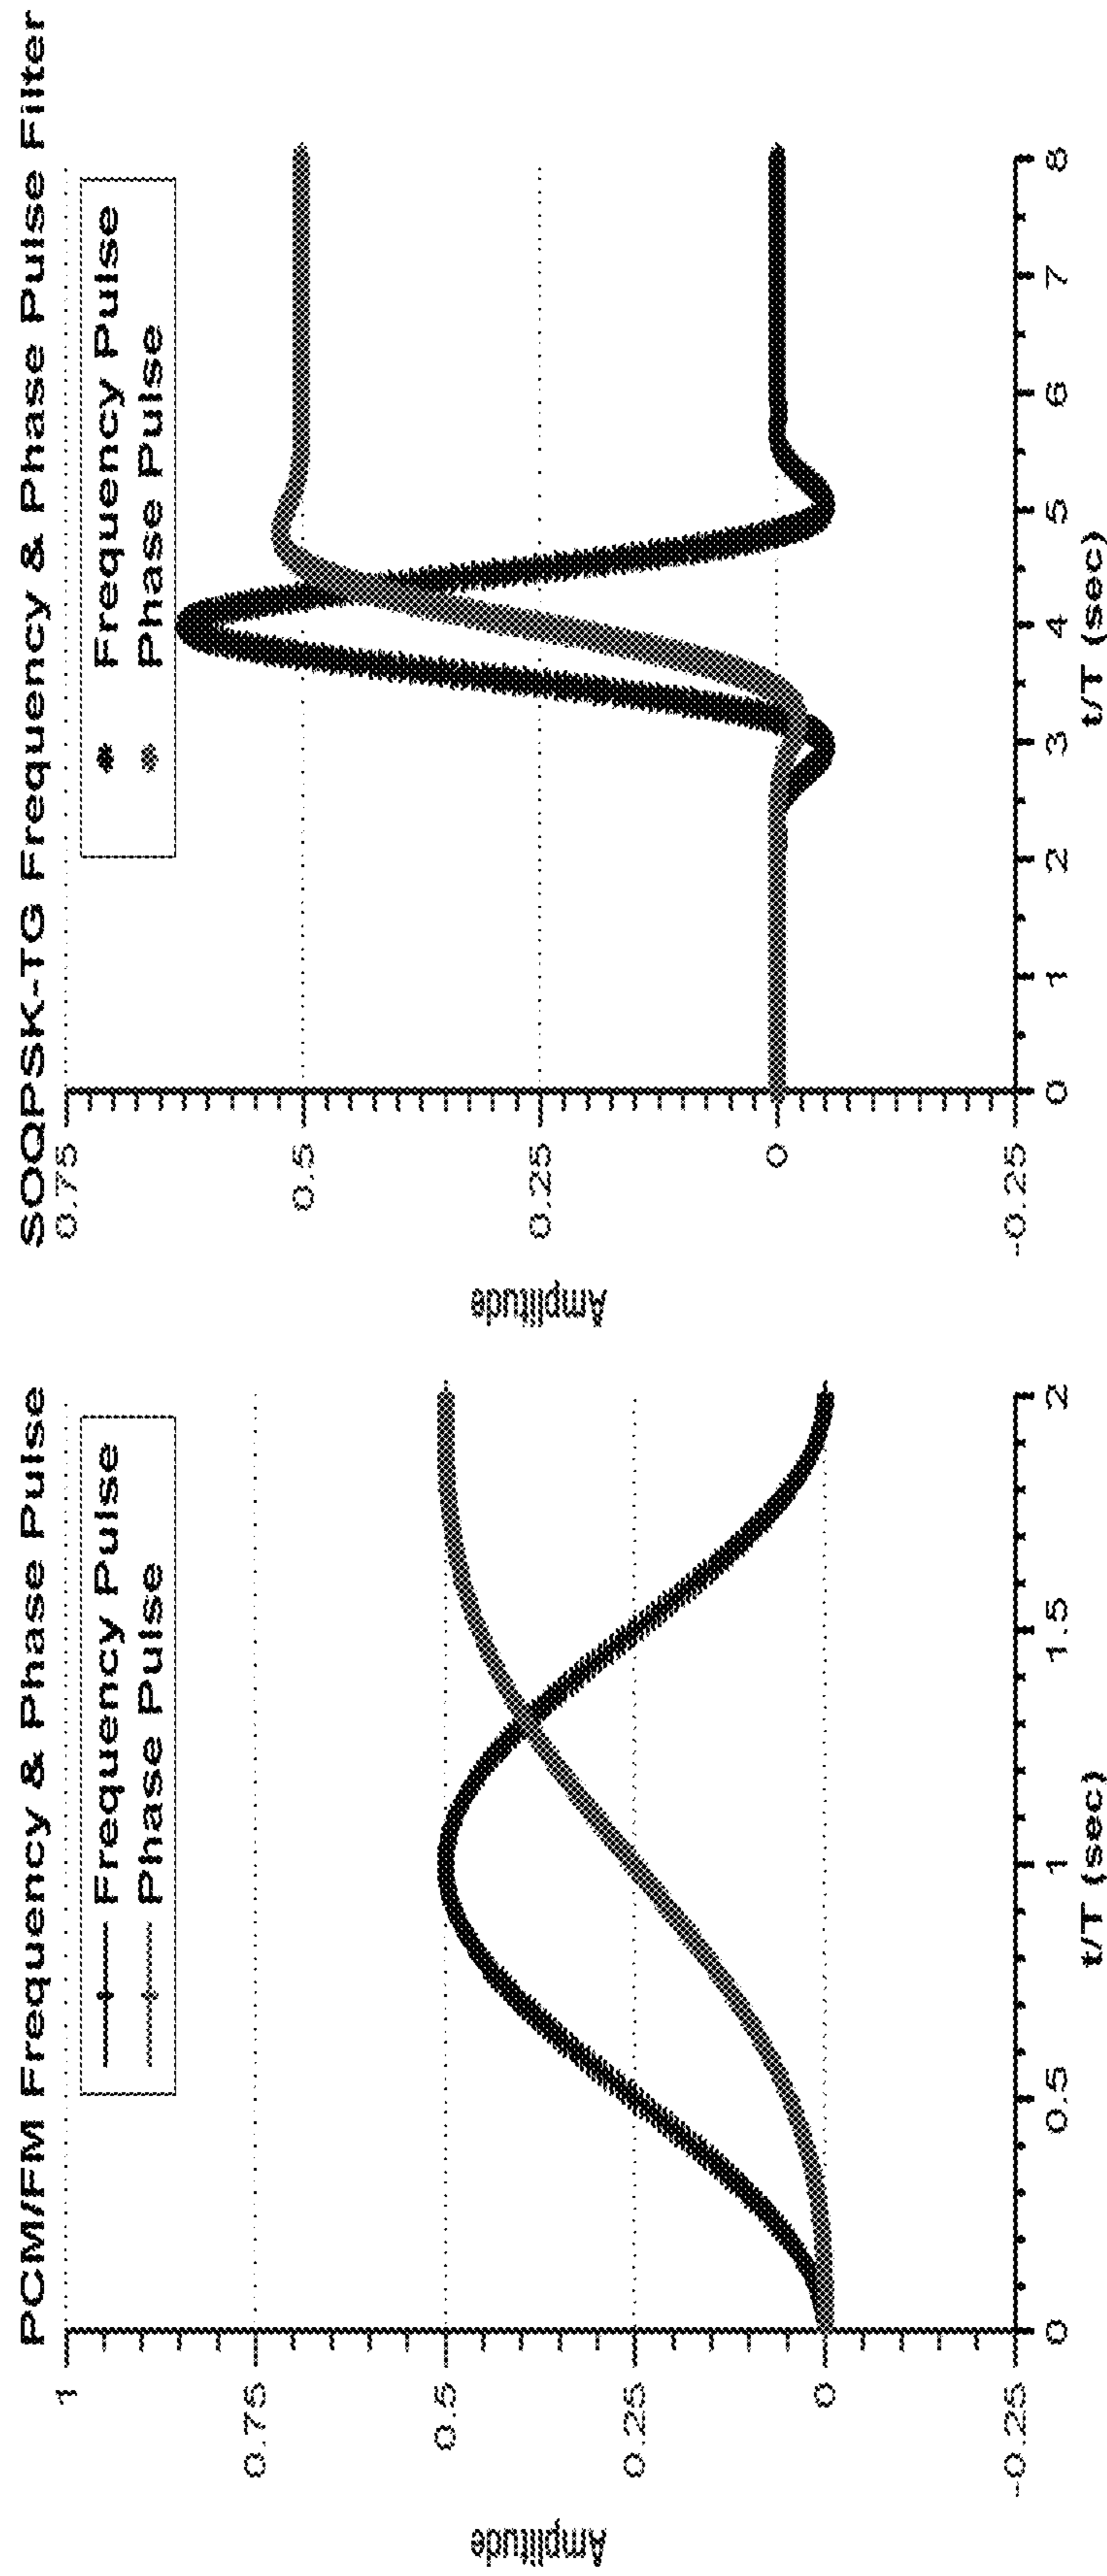 PCM/FM Frequency & Phase Pulse
Frequency Pulse
Phase Pulse
1
0.75
0.5
0.25
0
-0.25
Amplitude
0
0.5
1
1.5
2
t/T (sec)
SOQPSK-TG Frequency & Phase Pulse Filter
Frequency Pulse
Phase Pulse
0.75
0.5
0.25
0
-0.25
Amplitude
0
1
2
3
4
5
6
7
8
t/T (sec)